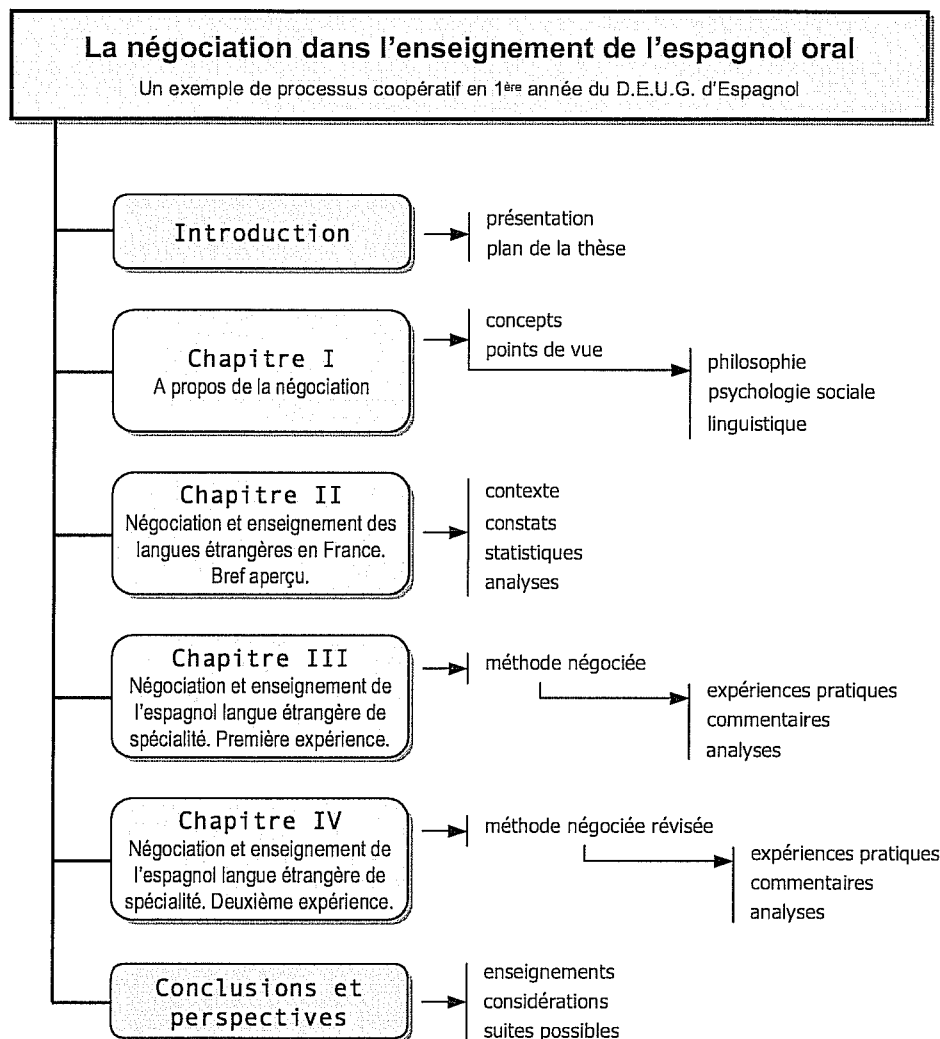 La négociation dans l'enseignement de l'espagnol oral
Un exemple de processus coopératif en 1ère année du D.E.U.G. d'Espagnol
Introduction
présentation
plan de la thèse
Chapitre I
A propos de la négociation
concepts
points de vue
philosophie
psychologie sociale
linguistique
Chapitre II
Négociation et enseignement des
langues étrangères en France.
Bref aperçu.
contexte
constats
statistiques
analyses
Chapitre III
Négociation et enseignement de
l'espagnol langue étrangère de
spécialité. Première expérience.
méthode négociée
expériences pratiques
commentaires
analyses
Chapitre IV
Négociation et enseignement de
l'espagnol langue étrangère de
spécialité. Deuxième expérience.
méthode négociée révisée
expériences pratiques
commentaires
analyses
Conclusions et
perspectives
enseignements
considérations
suites possibles